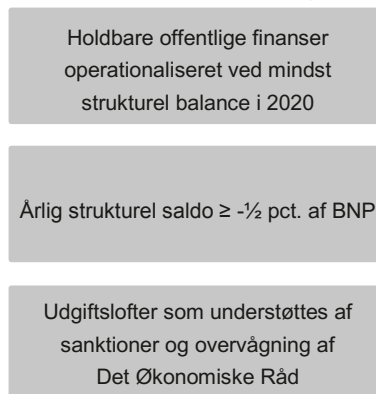 Holdbare offentlige finanser
operationaliseret ved mindst
strukturel balance i 2020
Årlig strukturel saldo ≥ -½ pct. af BNP
Udgiftslofter som understøttes af
sanktioner og overvågning af
Det Økonomiske Råd